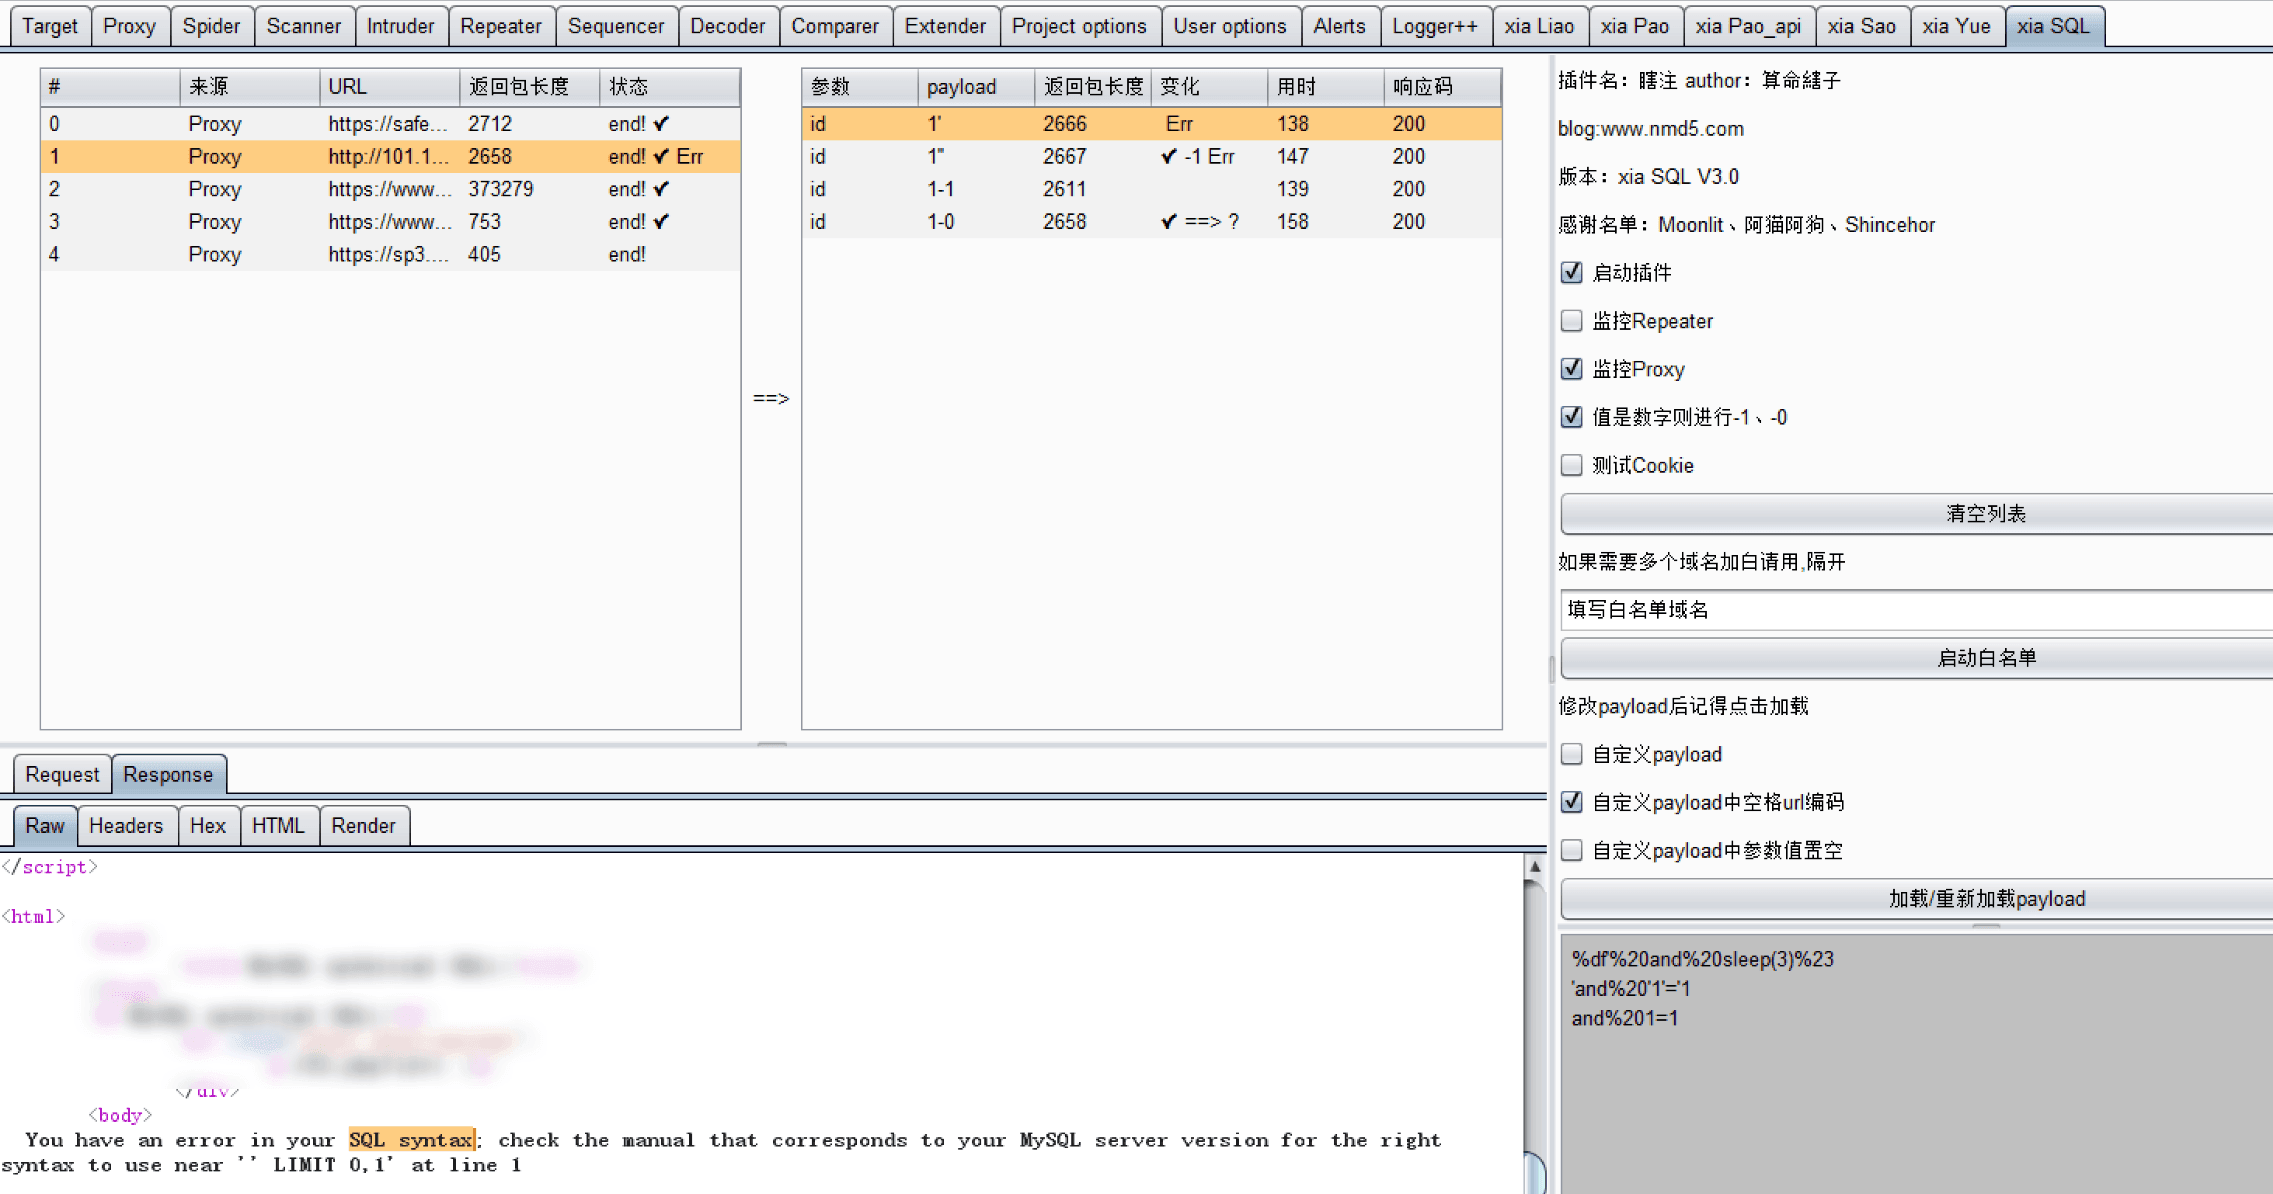 Target Proxy Spider Scanner Intruder Repeater Sequencer Decoder Comparer Extender Project options User options Alerts Logger++ xia Liao xia Pao xia Pao_api xia Sao xia Yue xia SQL
# 来源 URL 返回包长度 状态
0 Proxy https://safe... 2712 end! ✔
1 Proxy http://101.1... 2658 end! ✔ Err
2 Proxy https://www... 373279 end! ✔
3 Proxy https://www... 753 end! ✔
4 Proxy https://sp3.... 405 end!
==>
参数 payload 返回包长度 变化 用时 响应码
id 1' 2666 Err 138 200
id 1'' 2667 ✔ -1 Err 147 200
id 1-1 2611 139 200
id 1-0 2658 ✔ ==> ? 158 200
插件名：瞎注 author：算命縖子
blog:www.nmd5.com
版本：xia SQL V3.0
感谢名单：Moonlit、阿猫阿狗、Shincehor
启动插件
监控Repeater
监控Proxy
值是数字则进行-1、-0
测试Cookie
清空列表
如果需要多个域名加白请用,隔开
填写白名单域名
启动白名单
修改payload后记得点击加载
自定义payload
自定义payload中空格url编码
自定义payload中参数值置空
加载/重新加载payload
%df'%20and%20sleep(3)%23
'and%20'1'='1
and%201=1
Request Response
Raw Headers Hex HTML Render
</script>
<html>
</div>
<body>
You have an error in your SQL syntax; check the manual that corresponds to your MySQL server version for the right
syntax to use near '' LIMIT 0,1' at line 1